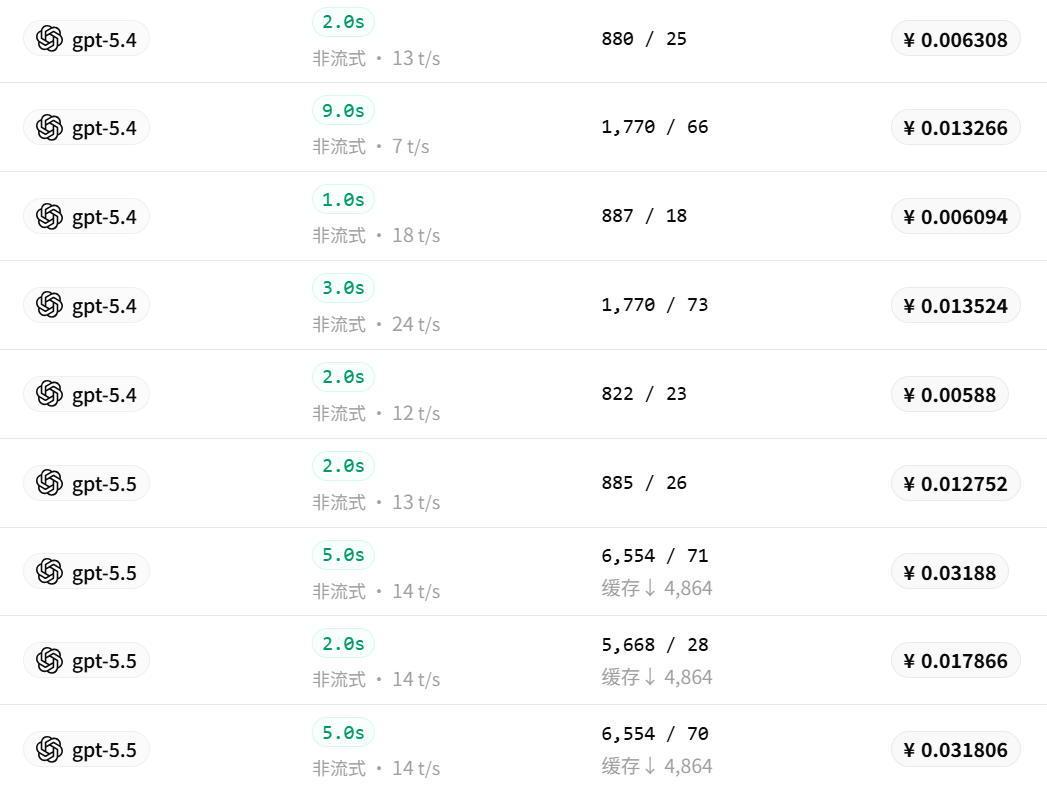 gpt-5.4
2.0s
非流式 · 13 t/s
880 / 25
¥ 0.006308
gpt-5.4
9.0s
非流式 · 7 t/s
1,770 / 66
¥ 0.013266
gpt-5.4
1.0s
非流式 · 18 t/s
887 / 18
¥ 0.006094
gpt-5.4
3.0s
非流式 · 24 t/s
1,770 / 73
¥ 0.013524
gpt-5.4
2.0s
非流式 · 12 t/s
822 / 23
¥ 0.00588
gpt-5.5
2.0s
非流式 · 13 t/s
885 / 26
¥ 0.012752
gpt-5.5
5.0s
非流式 · 14 t/s
6,554 / 71
缓存↓ 4,864
¥ 0.03188
gpt-5.5
2.0s
非流式 · 14 t/s
5,668 / 28
缓存↓ 4,864
¥ 0.017866
gpt-5.5
5.0s
非流式 · 14 t/s
6,554 / 70
缓存↓ 4,864
¥ 0.031806